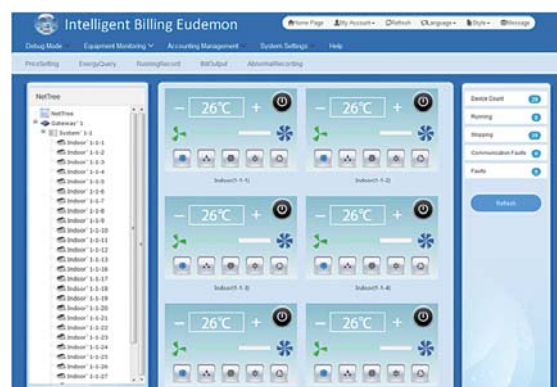 Intelligent Billing Eudemon
Home Page My Account Refresh Language Style Message
Debug Mode Equipment Monitoring Accounting Management System Settings Help
PriceSetting EnergyQuery RunningRecord BillOutput AbnormalRecording
NetTree
NetTree
Gateway' 1
System' 1-1
Indoor' 1-1-1
Indoor' 1-1-2
Indoor' 1-1-3
Indoor' 1-1-4
Indoor' 1-1-5
Indoor' 1-1-6
Indoor' 1-1-7
Indoor' 1-1-8
Indoor' 1-1-9
Indoor' 1-1-10
Indoor' 1-1-11
Indoor' 1-1-12
Indoor' 1-1-13
Indoor' 1-1-16
Indoor' 1-1-17
Indoor' 1-1-18
Indoor' 1-1-19
Indoor' 1-1-20
Indoor' 1-1-21
Indoor' 1-1-22
Indoor' 1-1-23
Indoor' 1-1-24
Indoor' 1-1-25
Indoor' 1-1-26
Indoor' 1-1-27
− 26℃ + − 26℃ +
Indoor(1-1-1) Indoor(1-1-2)
− 26℃ + − 26℃ +
Indoor(1-1-3) Indoor(1-1-4)
− 26℃ + − 26℃ +
Device Count
Running
Stopping
Communication Faults
Faults
Refresh